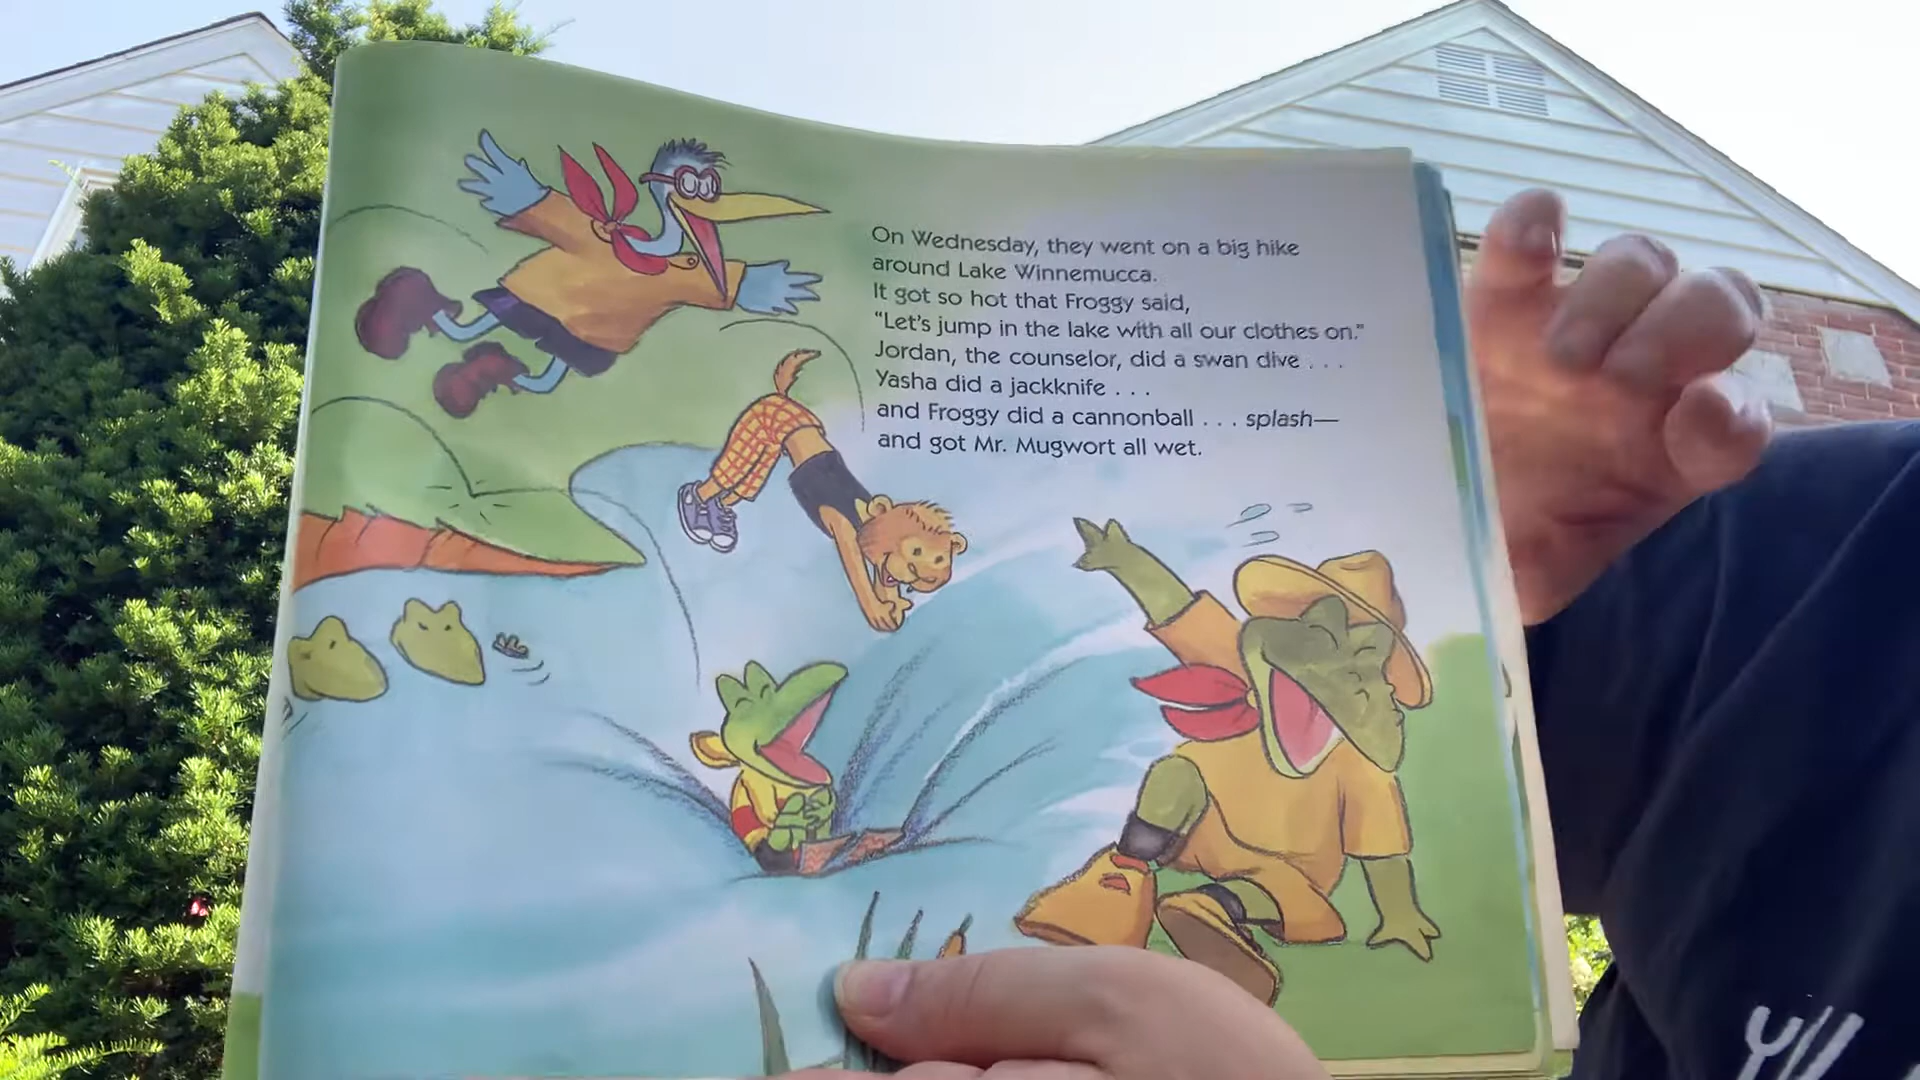 On Wednesday, they went on a big hike
around Lake Winnemucca.
It got so hot that Froggy said,
“Let’s jump in the lake with all our clothes on.”
Jordan, the counselor, did a swan dive . . .
Yasha did a jackknife . . .
and Froggy did a cannonball . . . splash—
and got Mr. Mugwort all wet.